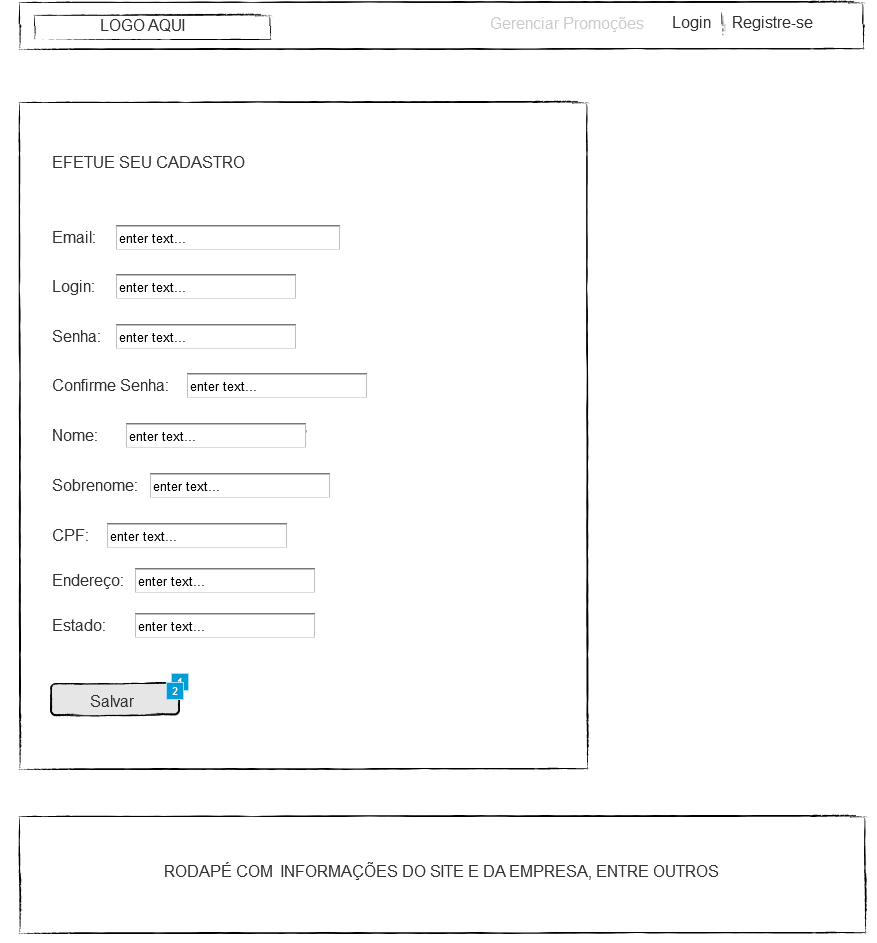 LOGO AQUI
Gerenciar Promoções Login Registre-se
EFETUE SEU CADASTRO
Email: enter text...
Login: enter text...
Senha: enter text...
Confirme Senha: enter text...
Nome: enter text...
Sobrenome: enter text...
CPF: enter text...
Endereço: enter text...
Estado: enter text...
Salvar
2
RODAPÉ COM INFORMAÇÕES DO SITE E DA EMPRESA, ENTRE OUTROS